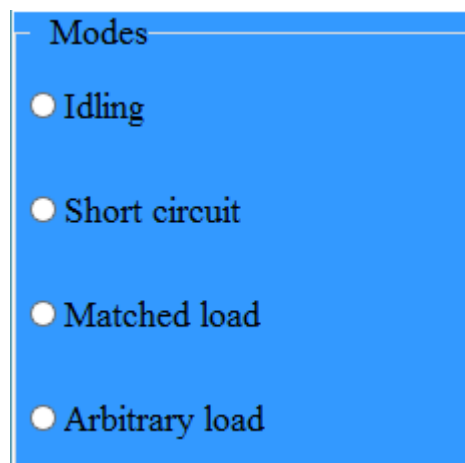 Modes
Idling
Short circuit
Matched load
Arbitrary load